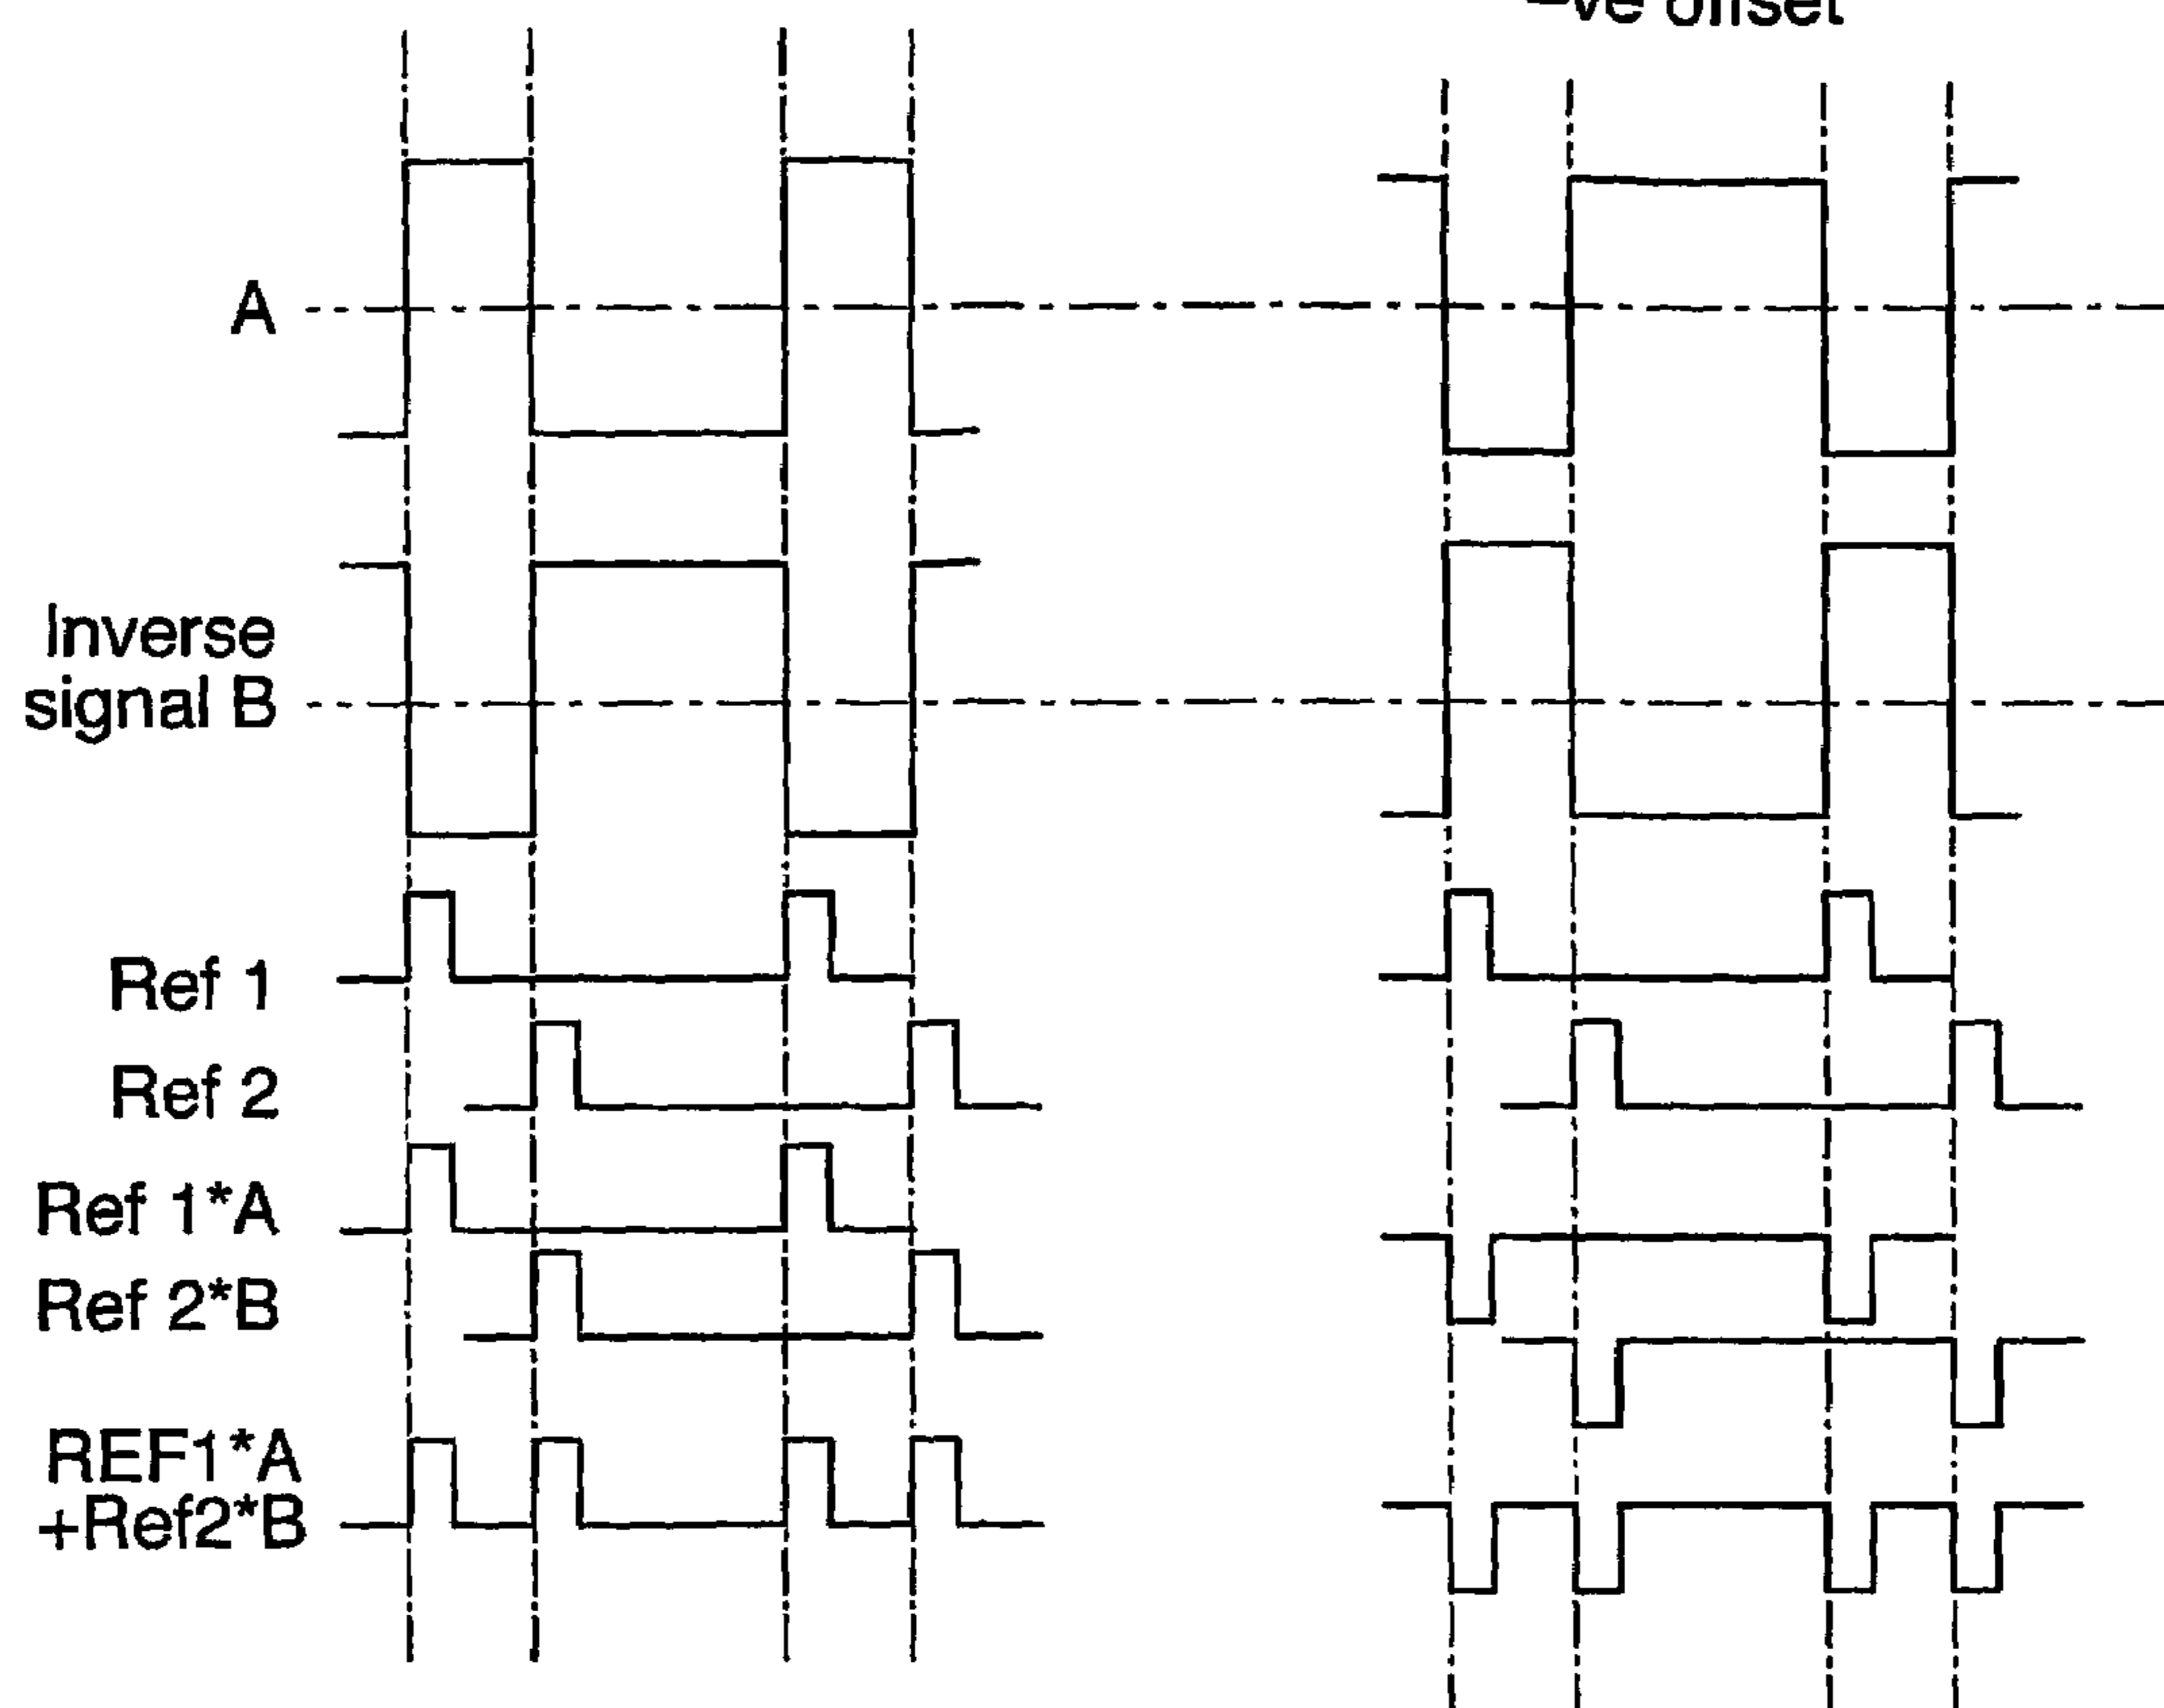 –ve offset
A
Inverse
signal B
Ref 1
Ref 2
Ref 1*A
Ref 2*B
REF1*A
+Ref2*B